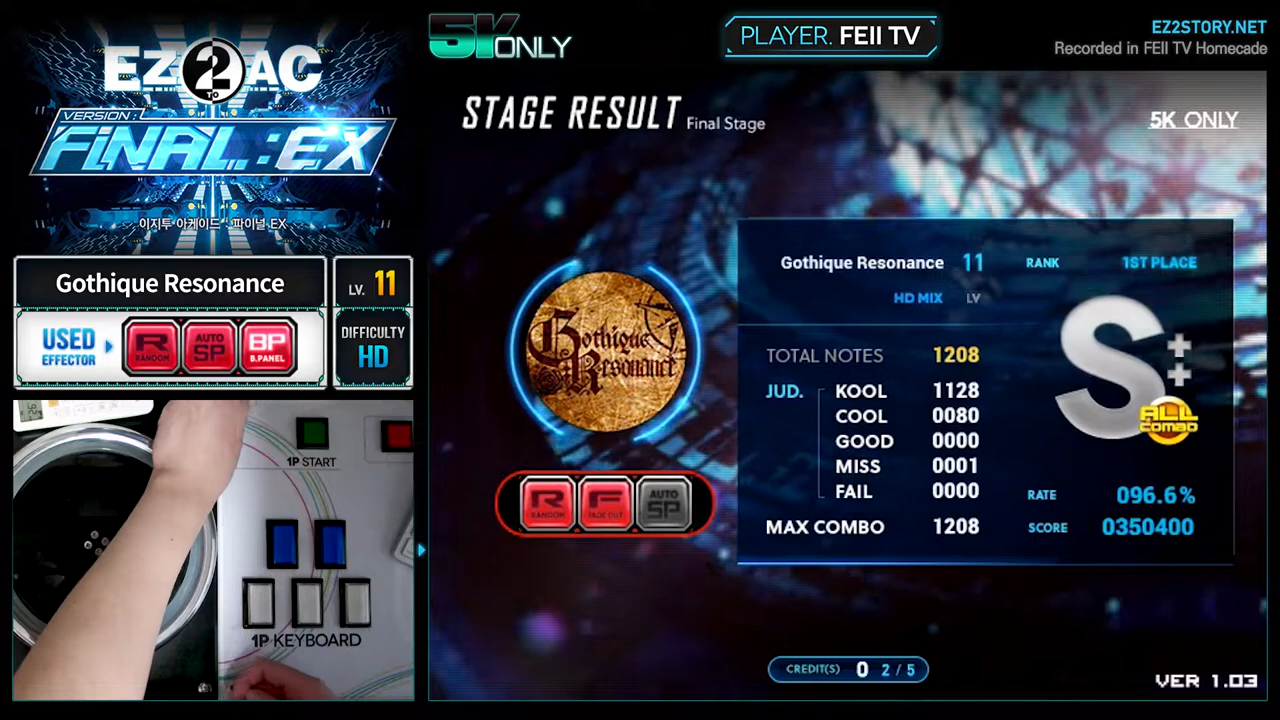 EZ2AC
TO
VERSION :
FiNAL:EX
이지투 아케이드 : 파이널 EX
Gothique Resonance
LV. 11
USED
EFFECTOR
R
RANDOM
AUTO
SP
BP
B.PANEL
DIFFICULTY
HD
1P START
1P KEYBOARD
5K ONLY
PLAYER. FEII TV
EZ2STORY.NET
Recorded in FEII TV Homecade
STAGE RESULT Final Stage
5K ONLY
Gothique
Resonance
R
RANDOM
F
FADE OUT
AUTO
SP
Gothique Resonance 11 RANK 1ST PLACE
HD MIX LV
TOTAL NOTES 1208
JUD. KOOL 1128
COOL 0080
GOOD 0000
MISS 0001
FAIL 0000
MAX COMBO 1208
S++
ALL
COMBO
RATE 096.6%
SCORE 0350400
CREDIT(S) 0 2 / 5
VER 1.03